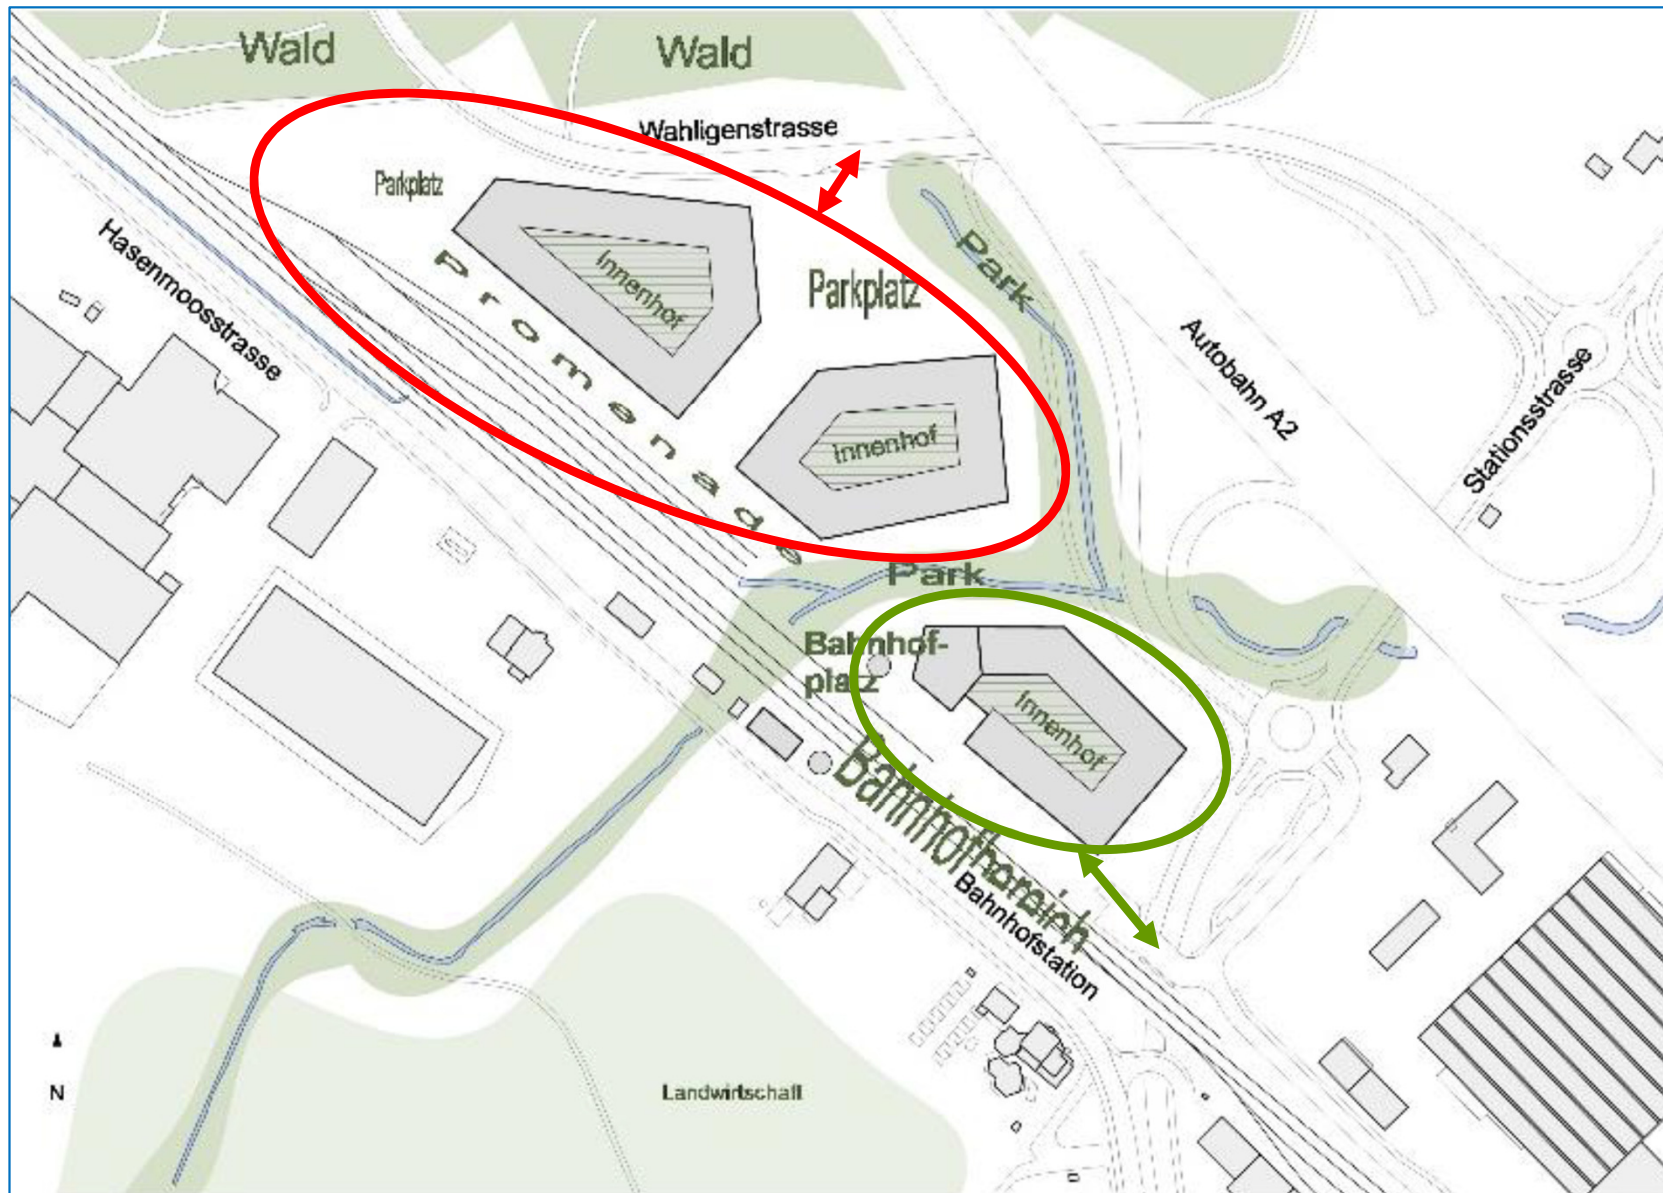 Wald
Wald
Wahligenstrasse
Parkplatz
Hasenmoosstrasse
Promenade
Innenhof
Parkplatz
Park
Autobahn A2
Stationsstrasse
Innenhof
Park
Bahnhof-
platz
Innenhof
Bahnhofbereich
Bahnhofstation
N
Landwirtschaft